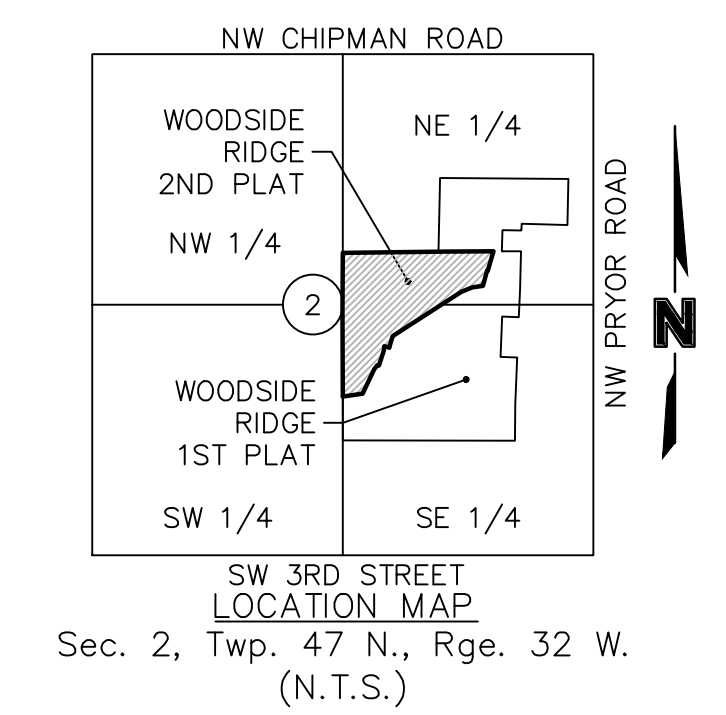 NW CHIPMAN ROAD
WOODSIDE
RIDGE
2ND PLAT
NE 1/4
NW 1/4
NW PRYOR ROAD
N
2
WOODSIDE
RIDGE
1ST PLAT
SW 1/4
SE 1/4
SW 3RD STREET
LOCATION MAP
Sec. 2, Twp. 47 N., Rge. 32 W.
(N.T.S.)